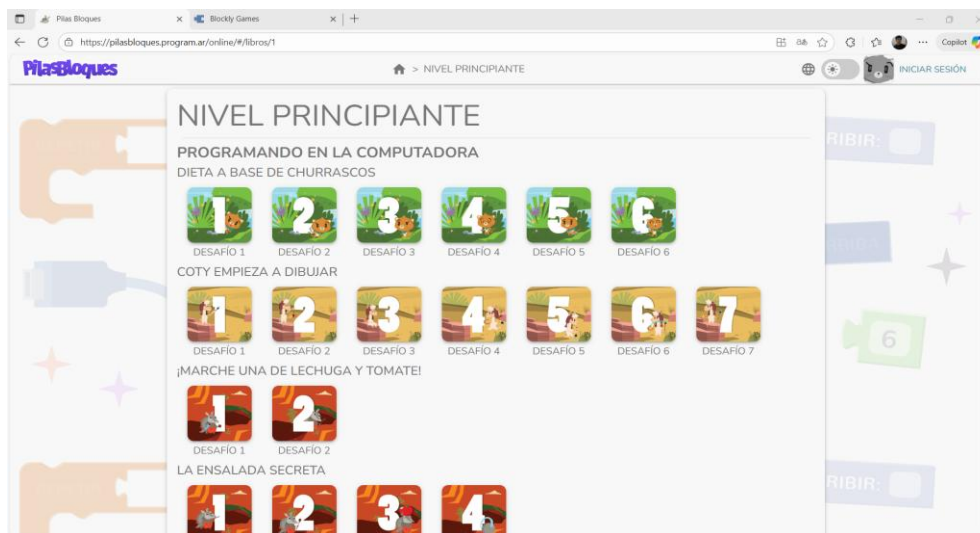 Pilas Bloques
Blockly Games
https://pilasbloques.program.ar/online/#/libros/1
Copilot
PilasBloques
> NIVEL PRINCIPIANTE
INICIAR SESIÓN
NIVEL PRINCIPIANTE
PROGRAMANDO EN LA COMPUTADORA
DIETA A BASE DE CHURRASCOS
1 2 3 4 5 6
DESAFÍO 1 DESAFÍO 2 DESAFÍO 3 DESAFÍO 4 DESAFÍO 5 DESAFÍO 6
COTY EMPIEZA A DIBUJAR
1 2 3 4 5 6 7
DESAFÍO 1 DESAFÍO 2 DESAFÍO 3 DESAFÍO 4 DESAFÍO 5 DESAFÍO 6 DESAFÍO 7
¡MARCHE UNA DE LECHUGA Y TOMATE!
1 2
DESAFÍO 1 DESAFÍO 2
LA ENSALADA SECRETA
1 2 3 4
RIBIR:
6
RIBIR: